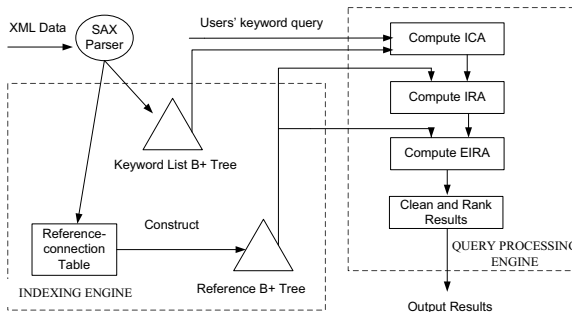 XML Data
SAX
Parser
Users' keyword query
Compute ICA
Compute IRA
Compute EIRA
Clean and Rank
Results
QUERY PROCESSING
ENGINE
Output Results
Keyword List B+ Tree
Reference-
connection
Table
Construct
Reference B+ Tree
INDEXING ENGINE